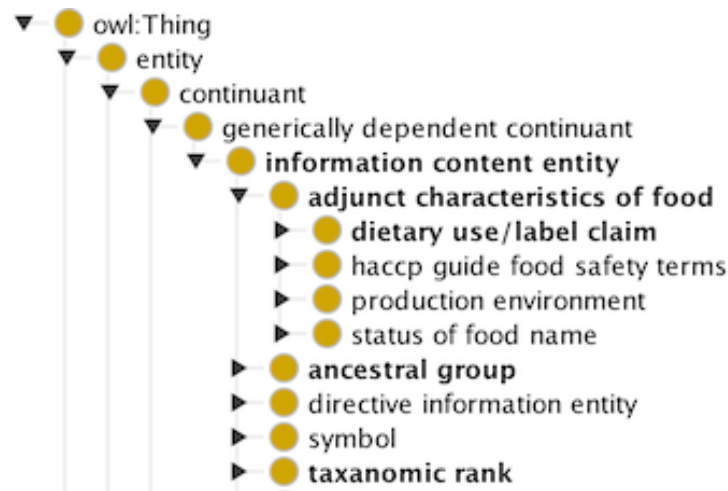 owl:Thing
entity
continuant
generically dependent continuant
information content entity
adjunct characteristics of food
dietary use/label claim
haccp guide food safety terms
production environment
status of food name
ancestral group
directive information entity
symbol
taxanomic rank